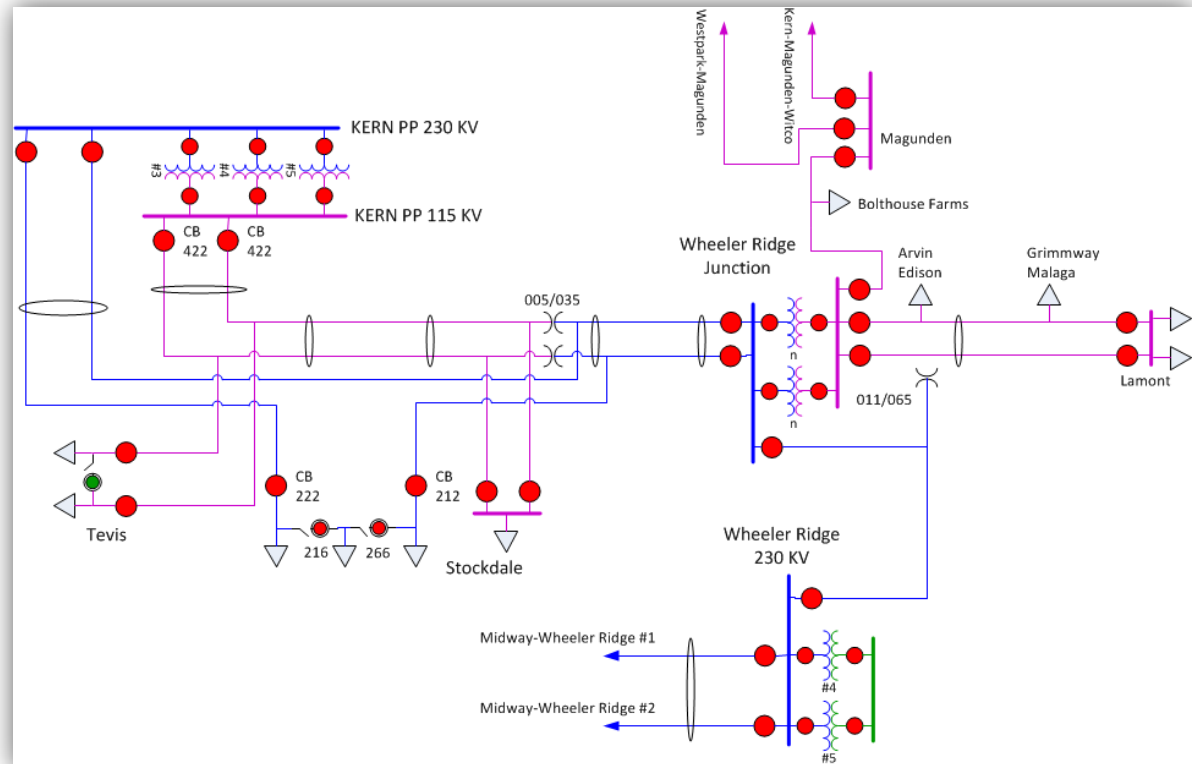 Westpark-Magunden
Kern-Magunden-Witco
KERN PP 230 KV
#3
#4
#5
Magunden
KERN PP 115 KV
Bolthouse Farms
CB
422
CB
422
Wheeler Ridge
Junction
Arvin
Edison
Grimmway
Malaga
005/035
n
n
011/065
Lamont
CB
222
CB
212
Tevis
216
266
Stockdale
Wheeler Ridge
230 KV
Midway-Wheeler Ridge #1
#4
Midway-Wheeler Ridge #2
#5